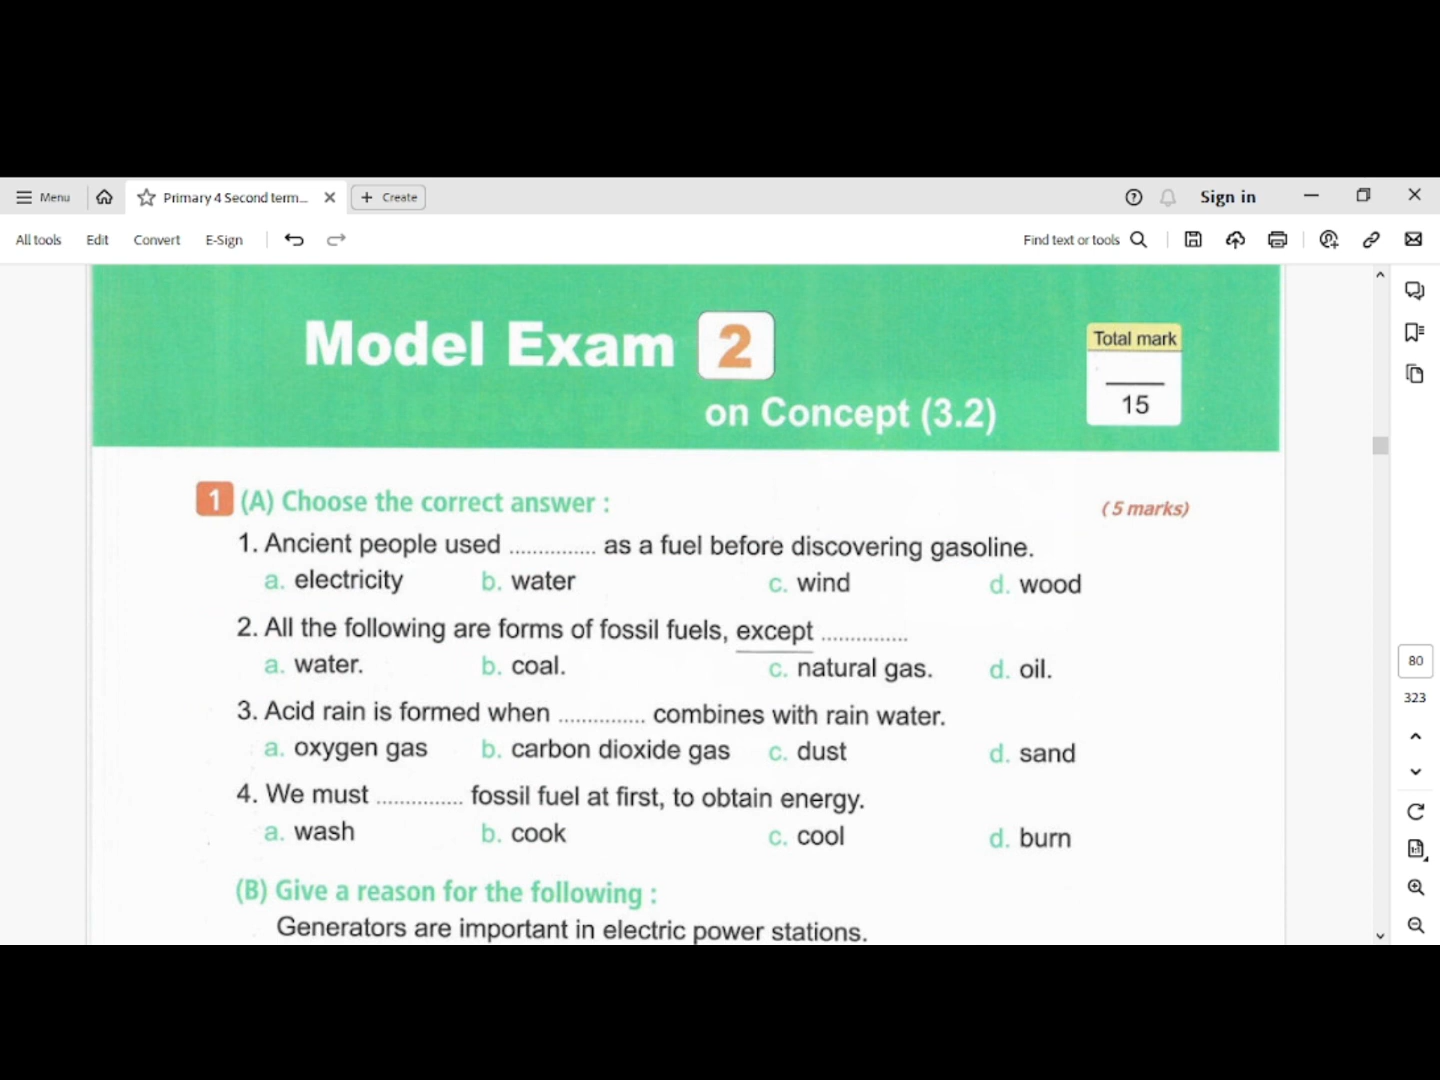 Menu
Primary 4 Second term...
Create
Sign in
All tools
Edit
Convert
E-Sign
Find text or tools
Model Exam 2
on Concept (3.2)
Total mark
15
1 (A) Choose the correct answer :
(5 marks)
1. Ancient people used ............... as a fuel before discovering gasoline.
a. electricity b. water c. wind d. wood
2. All the following are forms of fossil fuels, except ...............
a. water. b. coal. c. natural gas. d. oil.
3. Acid rain is formed when ............... combines with rain water.
a. oxygen gas b. carbon dioxide gas c. dust d. sand
4. We must ............... fossil fuel at first, to obtain energy.
a. wash b. cook c. cool d. burn
(B) Give a reason for the following :
Generators are important in electric power stations.
80
323